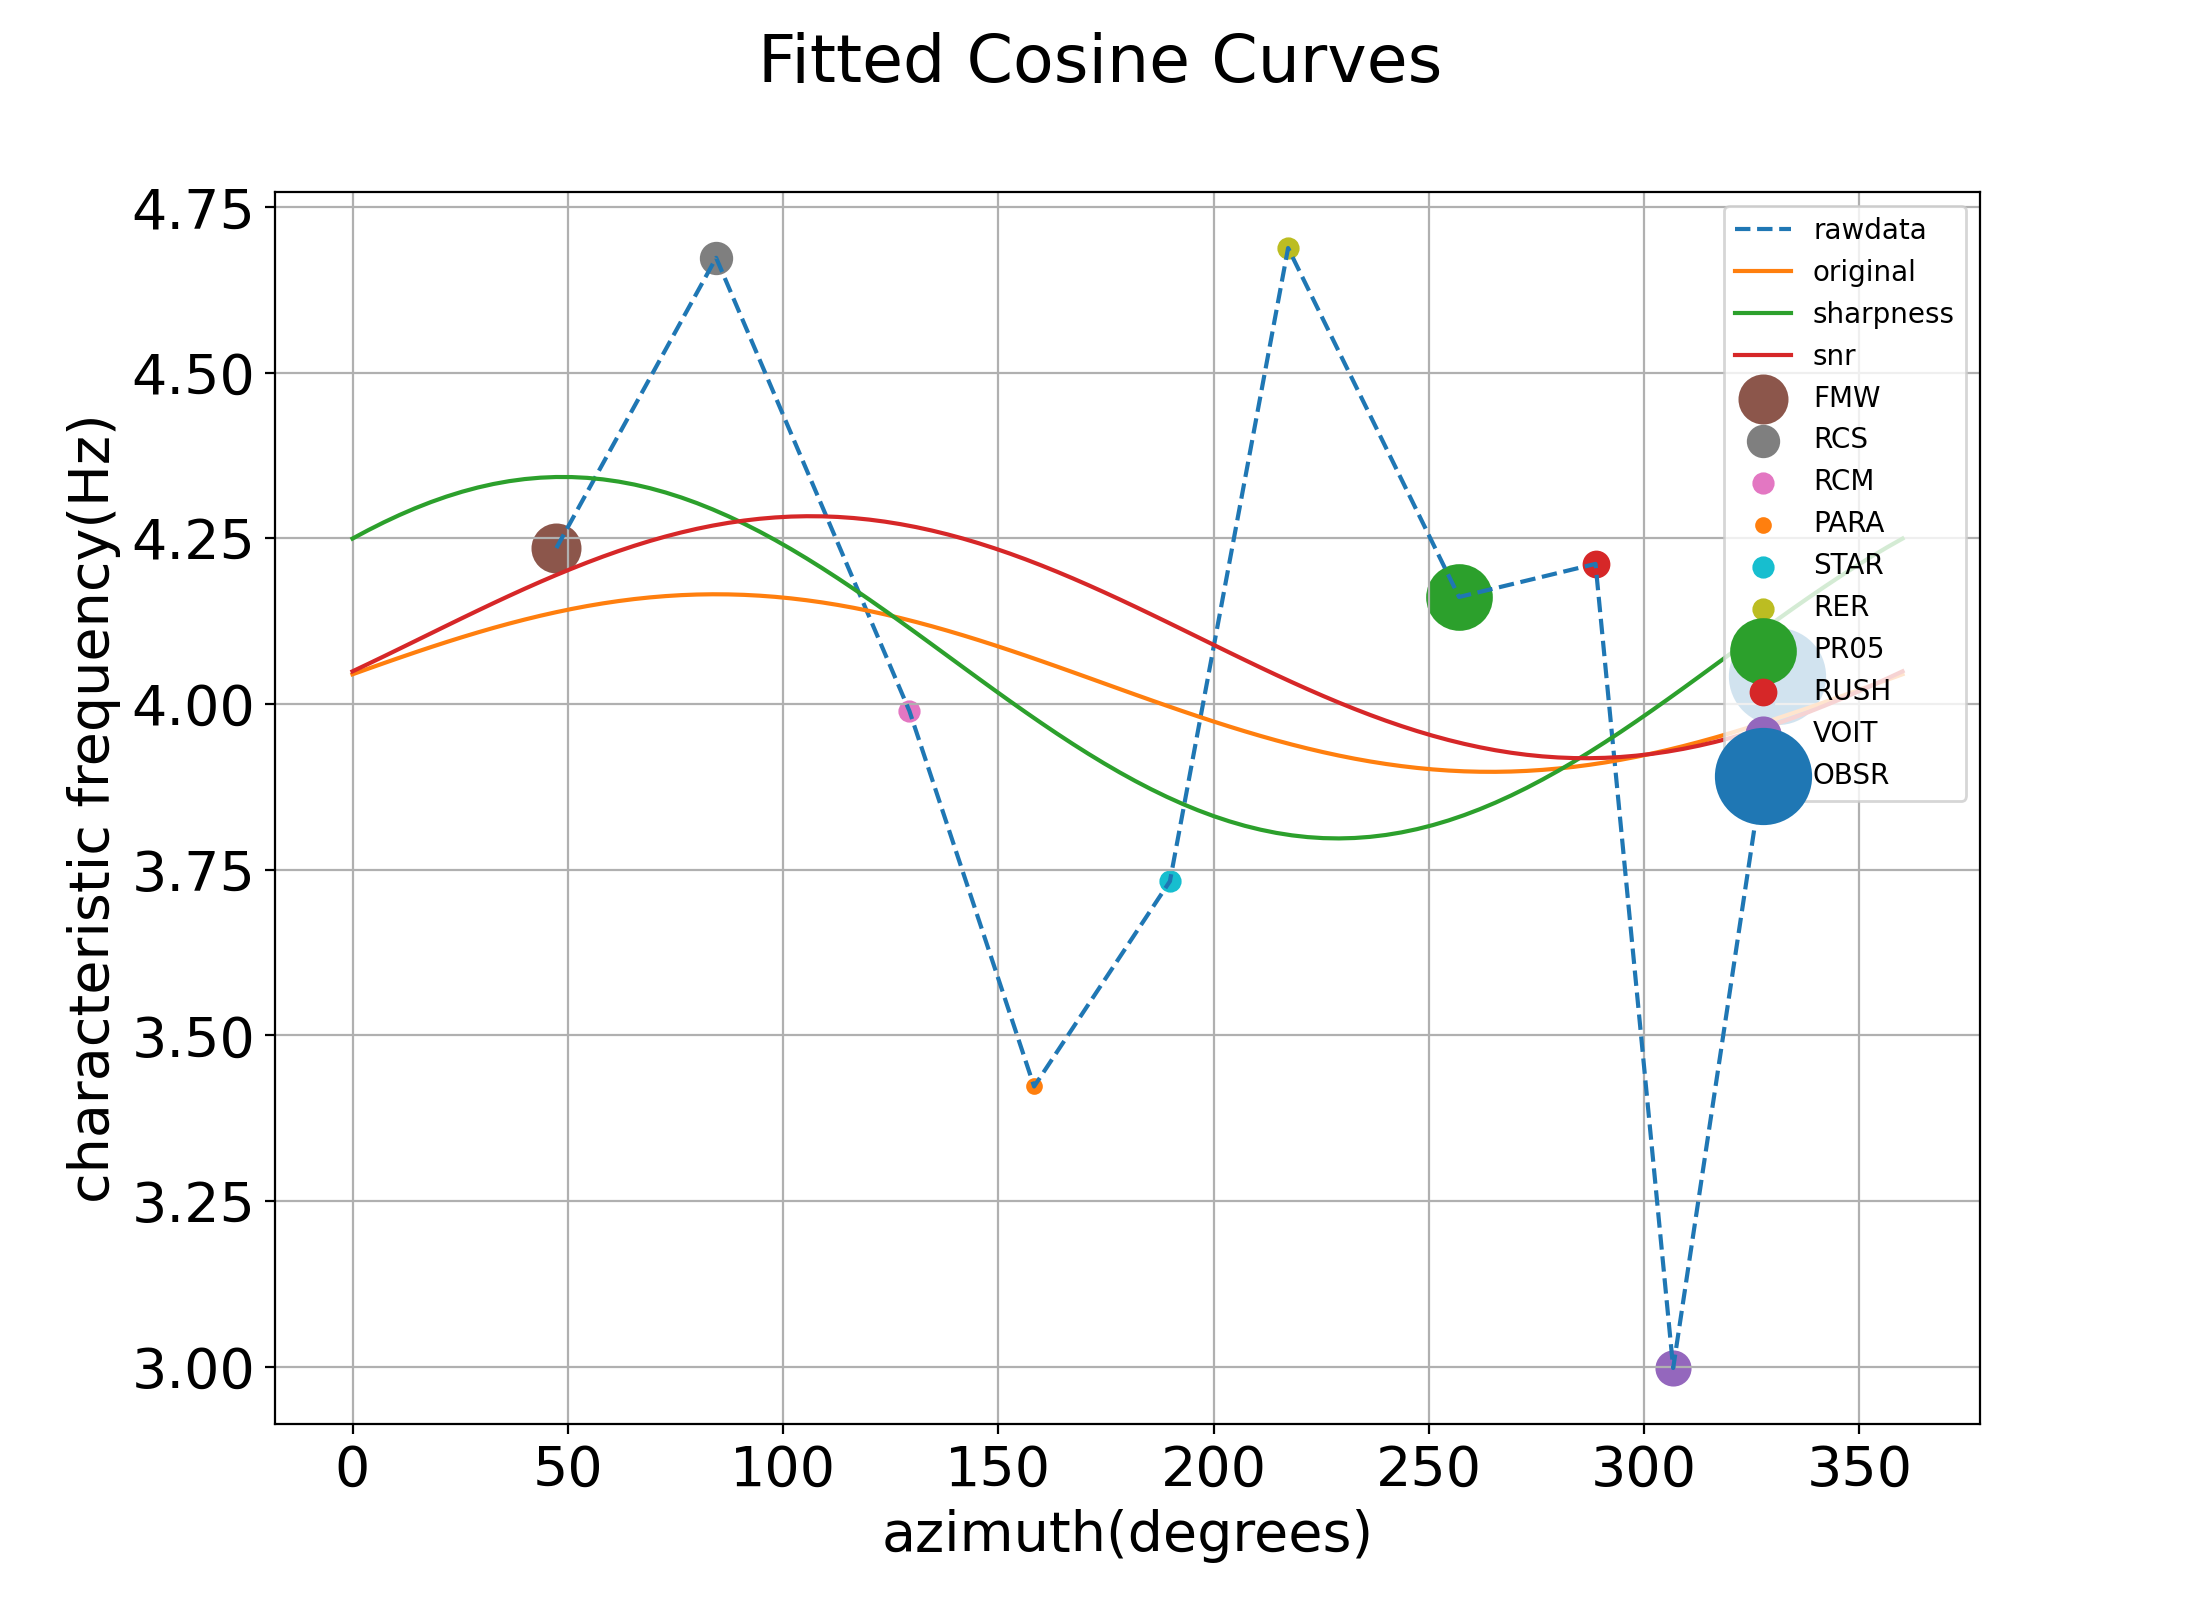 Fitted Cosine Curves
characteristic frequency(Hz)
4.75
4.50
4.25
4.00
3.75
3.50
3.25
3.00
rawdata
original
sharpness
snr
FMW
RCS
RCM
PARA
STAR
RER
PR05
RUSH
VOIT
OBSR
0 50 100 150 200 250 300 350
azimuth(degrees)